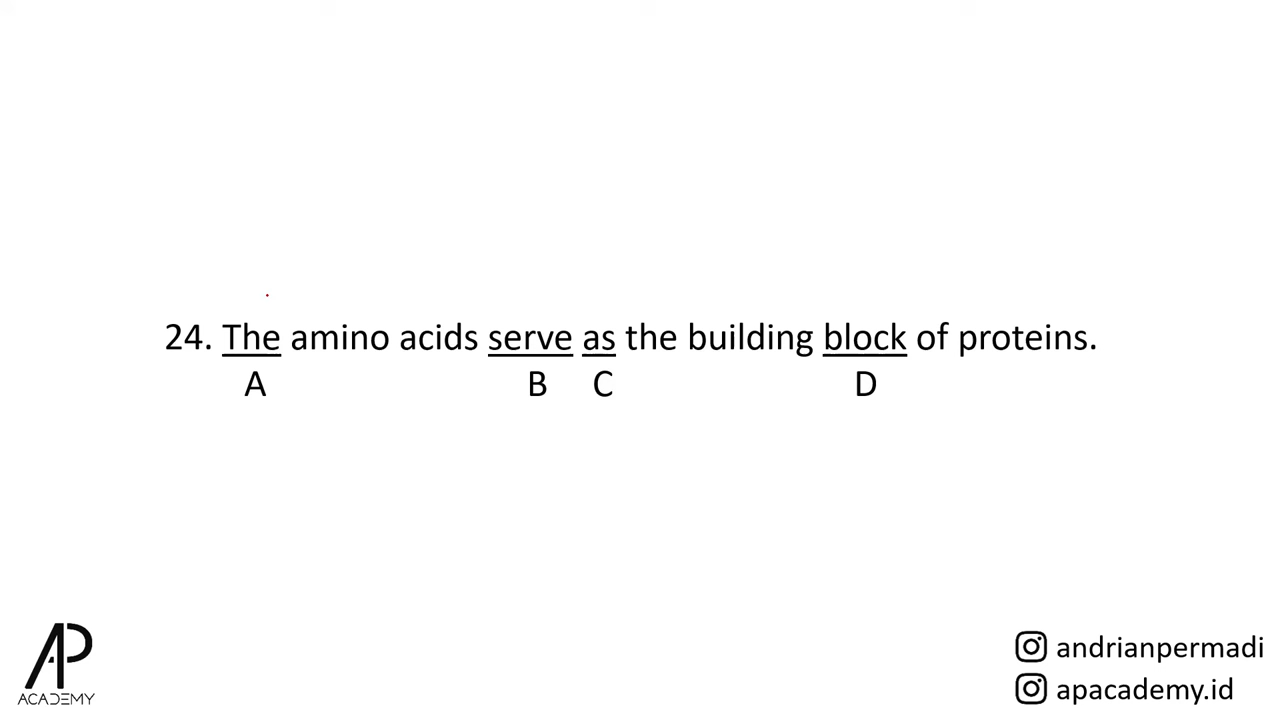 24. The amino acids serve as the building block of proteins.
A B C D
AP
ACADEMY
andrianpermadi
apacademy.id